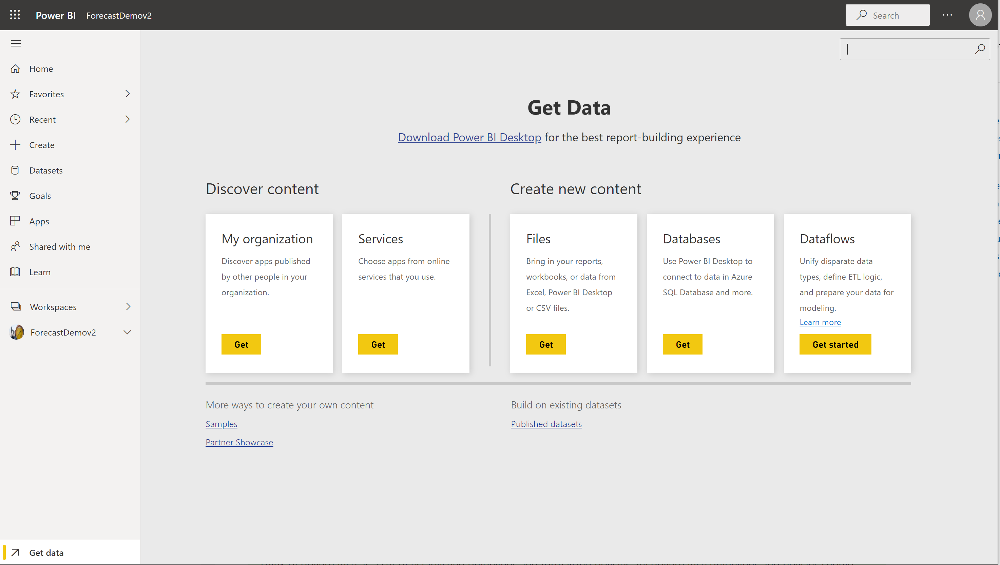 Power BI ForecastDemov2
Search
Home
Favorites
Recent
Create
Datasets
Goals
Apps
Shared with me
Learn
Workspaces
ForecastDemov2
Get data
Get Data
Download Power BI Desktop for the best report-building experience
Discover content
My organization
Discover apps published
by other people in your
organization.
Get
Services
Choose apps from online
services that you use.
Get
Create new content
Files
Bring in your reports,
workbooks, or data from
Excel, Power BI Desktop
or CSV files.
Get
Databases
Use Power BI Desktop to
connect to data in Azure
SQL Database and more.
Get
Dataflows
Unify disparate data
types, define ETL logic,
and prepare your data for
modeling.
Learn more
Get started
More ways to create your own content
Samples
Partner Showcase
Build on existing datasets
Published datasets